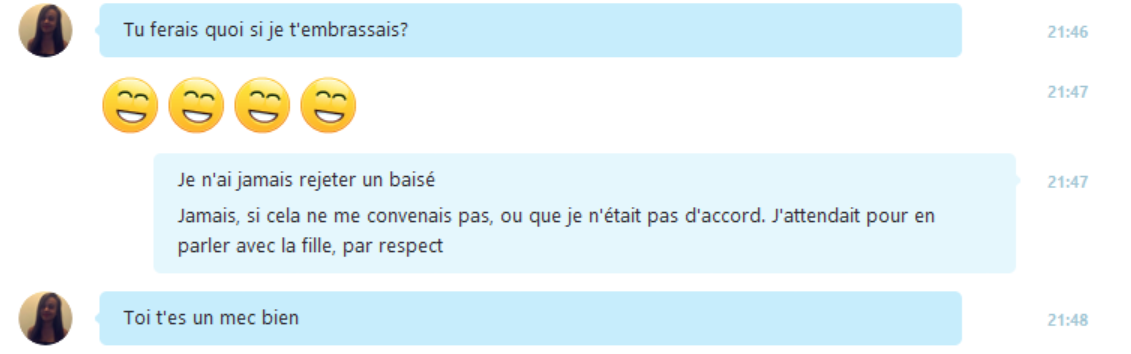 Tu ferais quoi si je t'embrassais?
21:46
21:47
Je n'ai jamais rejeter un baisé
21:47
Jamais, si cela ne me convenais pas, ou que je n'était pas d'accord. J'attendait pour en
parler avec la fille, par respect
Toi t'es un mec bien
21:48